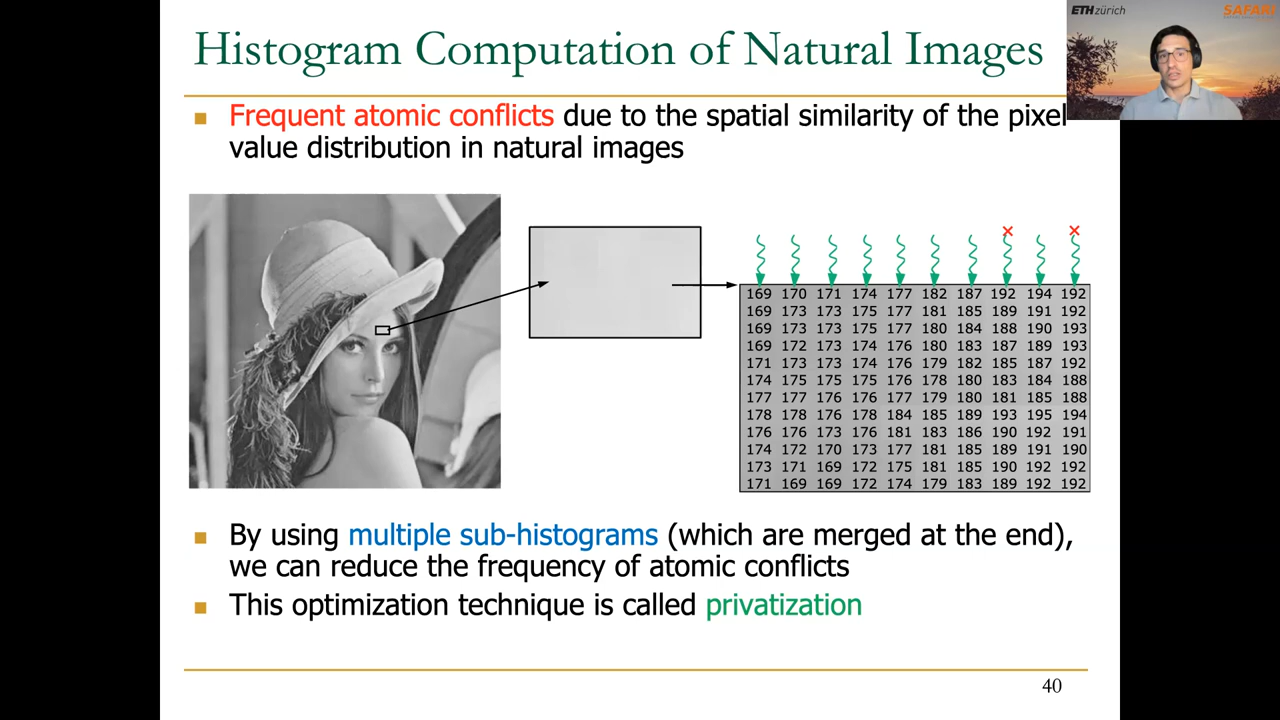 Histogram Computation of Natural Images
ETH zürich
SAFARI
Frequent atomic conflicts due to the spatial similarity of the pixel
value distribution in natural images
× ×
169 170 171 174 177 182 187 192 194 192
169 173 173 175 177 181 185 189 191 192
169 173 173 175 177 180 184 188 190 193
169 172 173 174 176 180 183 187 189 193
171 173 173 174 176 179 182 185 187 192
174 175 175 175 176 178 180 183 184 188
177 177 176 176 177 179 180 181 185 188
178 178 176 178 184 185 189 193 195 194
176 176 173 176 181 183 186 190 192 191
174 172 170 173 177 181 185 189 191 190
173 171 169 172 175 181 185 190 192 192
171 169 169 172 174 179 183 189 192 192
By using multiple sub-histograms (which are merged at the end),
we can reduce the frequency of atomic conflicts
This optimization technique is called privatization
40